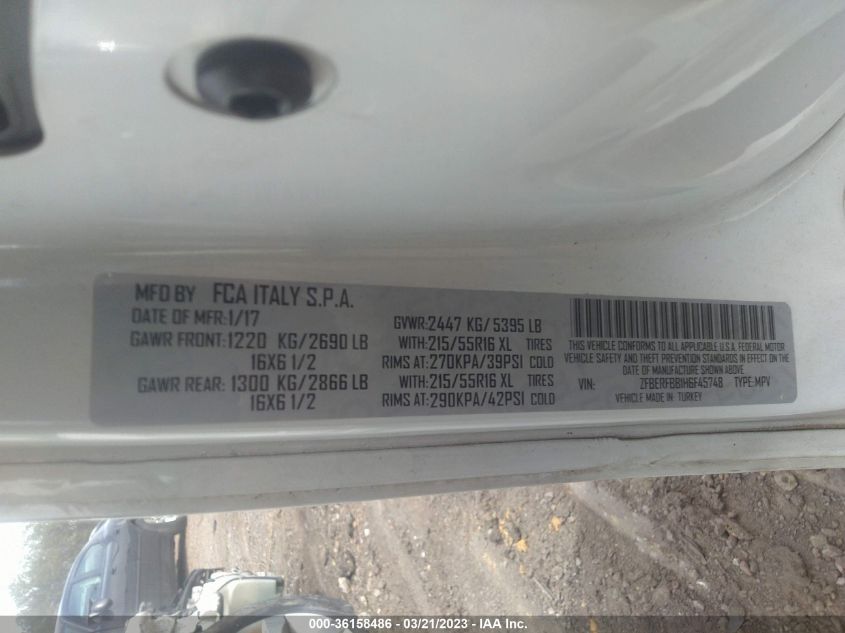 MFD BY FCA ITALY S.P.A.
DATE OF MFR: 1/17
GAWR FRONT: 1220 KG/2690 LB
16X6 1/2
GAWR REAR: 1300 KG/2866 LB
16X6 1/2
GVWR: 2447 KG/ 5395 LB
WITH: 215/55R16 XL TIRES
RIMS AT: 270KPA/39PSI COLD
WITH: 215/55R16 XL TIRES
RIMS AT: 290KPA/42PSI COLD
THIS VEHICLE CONFORMS TO ALL APPLICABLE U.S.A. FEDERAL MOTOR
VEHICLE SAFETY AND THEFT PREVENTION STANDARDS IN EFFECT ON THE
DATE OF MANUFACTURE SHOWN ABOVE.
VIN: ZFBERFBB1H6F45748 TYPE: MPV
VEHICLE MADE IN: TURKEY
000-36158486 - 03/21/2023 - IAA Inc.